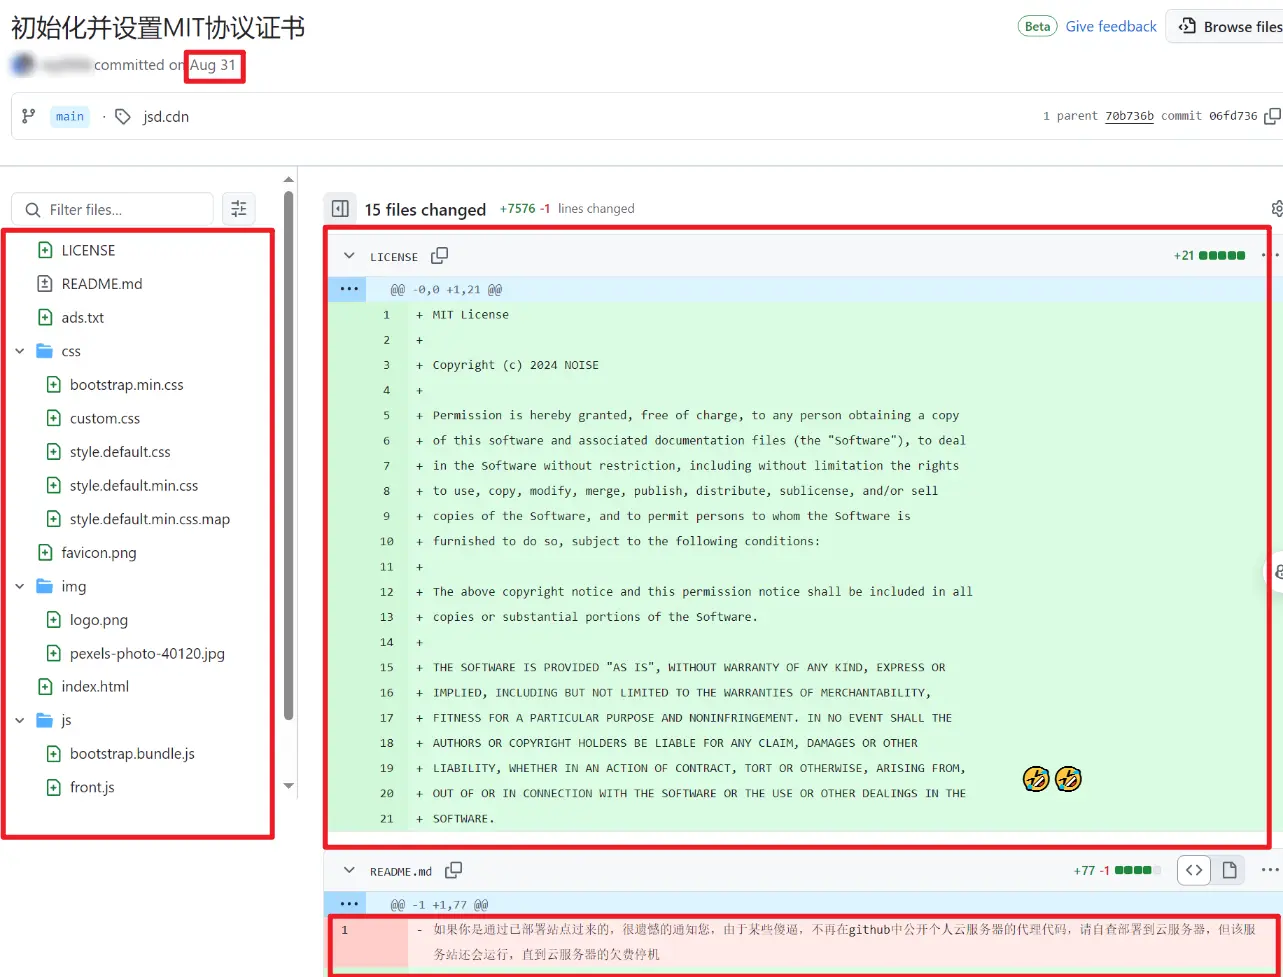 初始化并设置MIT协议证书
Beta Give feedback Browse files
committed on Aug 31
main · jsd.cdn
1 parent 70b736b commit 06fd736
Filter files...
15 files changed +7576 -1 lines changed
LICENSE
README.md
ads.txt
css
bootstrap.min.css
custom.css
style.default.css
style.default.min.css
style.default.min.css.map
favicon.png
img
logo.png
pexels-photo-40120.jpg
index.html
js
bootstrap.bundle.js
front.js
LICENSE +21
@@ -0,0 +1,21 @@
1 + MIT License
2 +
3 + Copyright (c) 2024 NOISE
4 +
5 + Permission is hereby granted, free of charge, to any person obtaining a copy
6 + of this software and associated documentation files (the "Software"), to deal
7 + in the Software without restriction, including without limitation the rights
8 + to use, copy, modify, merge, publish, distribute, sublicense, and/or sell
9 + copies of the Software, and to permit persons to whom the Software is
10 + furnished to do so, subject to the following conditions:
11 +
12 + The above copyright notice and this permission notice shall be included in all
13 + copies or substantial portions of the Software.
14 +
15 + THE SOFTWARE IS PROVIDED "AS IS", WITHOUT WARRANTY OF ANY KIND, EXPRESS OR
16 + IMPLIED, INCLUDING BUT NOT LIMITED TO THE WARRANTIES OF MERCHANTABILITY,
17 + FITNESS FOR A PARTICULAR PURPOSE AND NONINFRINGEMENT. IN NO EVENT SHALL THE
18 + AUTHORS OR COPYRIGHT HOLDERS BE LIABLE FOR ANY CLAIM, DAMAGES OR OTHER
19 + LIABILITY, WHETHER IN AN ACTION OF CONTRACT, TORT OR OTHERWISE, ARISING FROM,
20 + OUT OF OR IN CONNECTION WITH THE SOFTWARE OR THE USE OR OTHER DEALINGS IN THE
21 + SOFTWARE.
README.md +77 -1
@@ -1 +1,77 @@
1 - 如果你是通过已部署站点过来的，很遗憾的通知您，由于某些傻逼，不再在github中公开个人云服务器的代理代码，请自查部署到云服务器，但该服
务站还会运行，直到云服务器的欠费停机